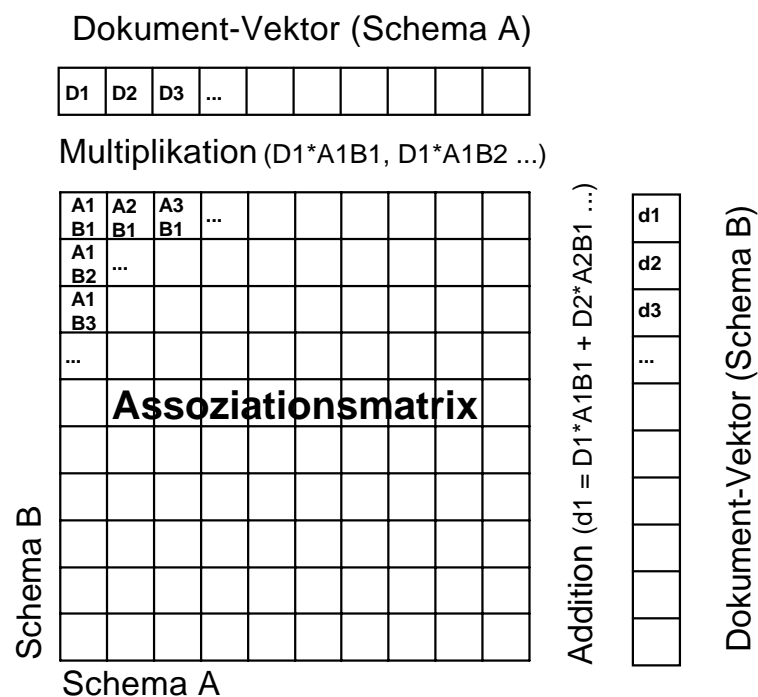 Dokument-Vektor (Schema A)
D1 D2 D3 ...
Multiplikation (D1*A1B1, D1*A1B2 ...)
A1 A2 A3 ...
B1 B1 B1
A1 ...
B2
A1
B3
...
Assoziationsmatrix
Schema B
Schema A
Addition (d1 = D1*A1B1 + D2*A2B1 ...)
d1
d2
d3
...
Dokument-Vektor (Schema B)